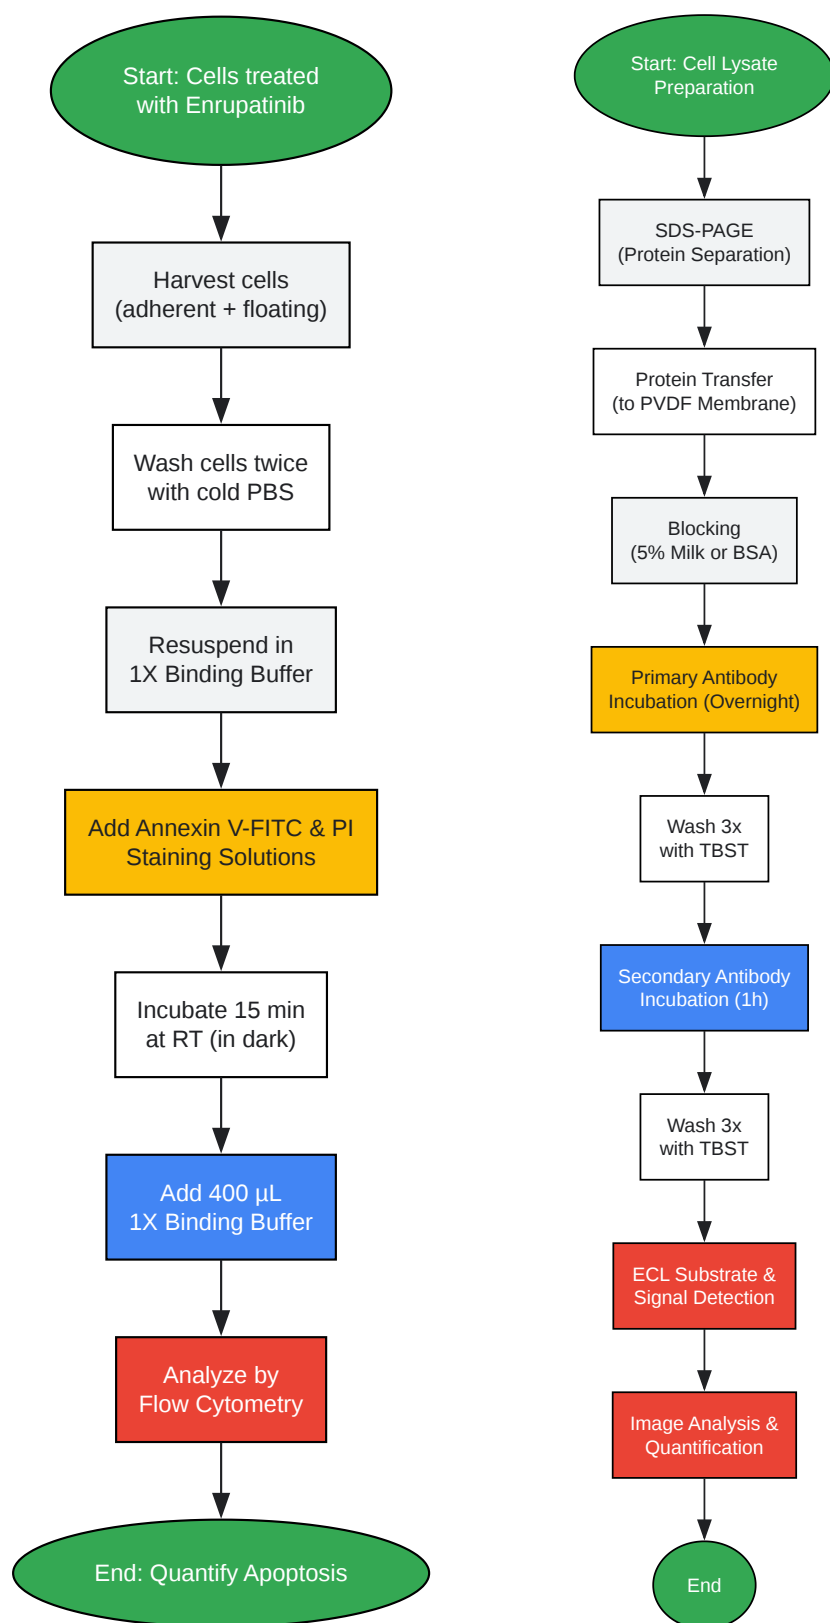 Start: Cells treated
with Enrupatinib
Harvest cells
(adherent + floating)
Wash cells twice
with cold PBS
Resuspend in
1X Binding Buffer
Add Annexin V-FITC & PI
Staining Solutions
Incubate 15 min
at RT (in dark)
Add 400 µL
1X Binding Buffer
Analyze by
Flow Cytometry
End: Quantify Apoptosis
Start: Cell Lysate
Preparation
SDS-PAGE
(Protein Separation)
Protein Transfer
(to PVDF Membrane)
Blocking
(5% Milk or BSA)
Primary Antibody
Incubation (Overnight)
Wash 3x
with TBST
Secondary Antibody
Incubation (1h)
Wash 3x
with TBST
ECL Substrate &
Signal Detection
Image Analysis &
Quantification
End